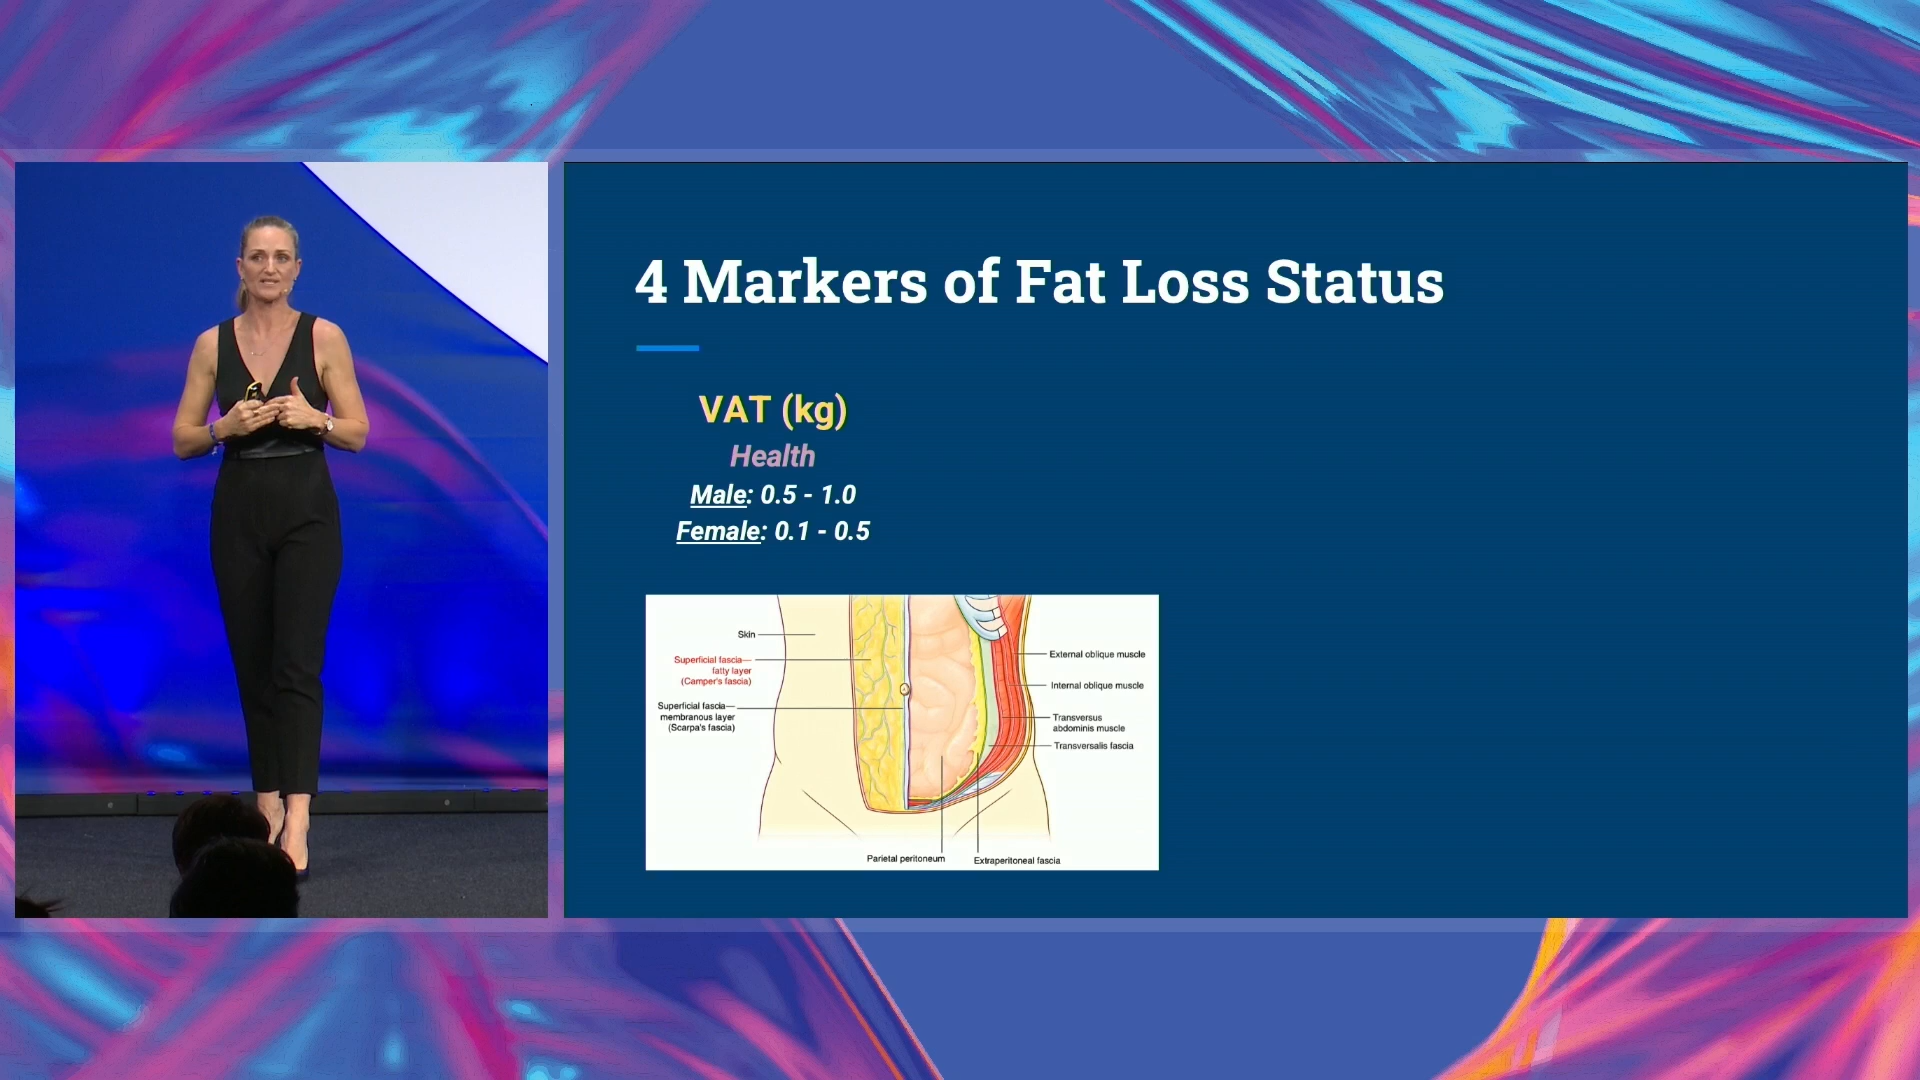 4 Markers of Fat Loss Status
VAT (kg)
Health
Male: 0.5 - 1.0
Female: 0.1 - 0.5
Skin
Superficial fascia—
fatty layer
(Camper's fascia)
Superficial fascia—
membranous layer
(Scarpa's fascia)
External oblique muscle
Internal oblique muscle
Transversus
abdominis muscle
Transversalis fascia
Parietal peritoneum
Extraperitoneal fascia